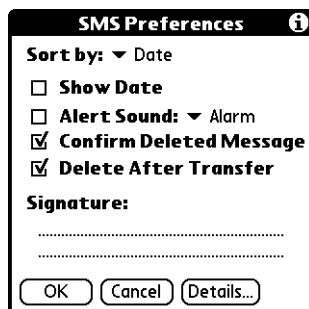 SMS Preferences i
Sort by: Date
Show Date
Alert Sound: Alarm
Confirm Deleted Message
Delete After Transfer
Signature:
OK Cancel Details...